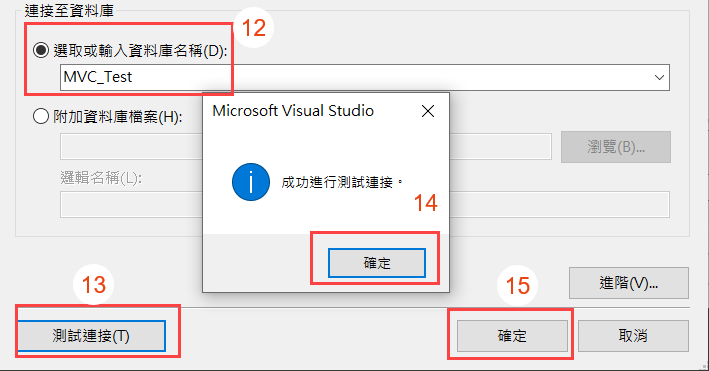 連接至資料庫
12
選取或輸入資料庫名稱(D):
MVC_Test
附加資料庫檔案(H):
Microsoft Visual Studio
瀏覽(B)...
成功進行測試連接。
邏輯名稱(L):
14
確定
13
15
進階(V)...
測試連接(T)
確定
取消